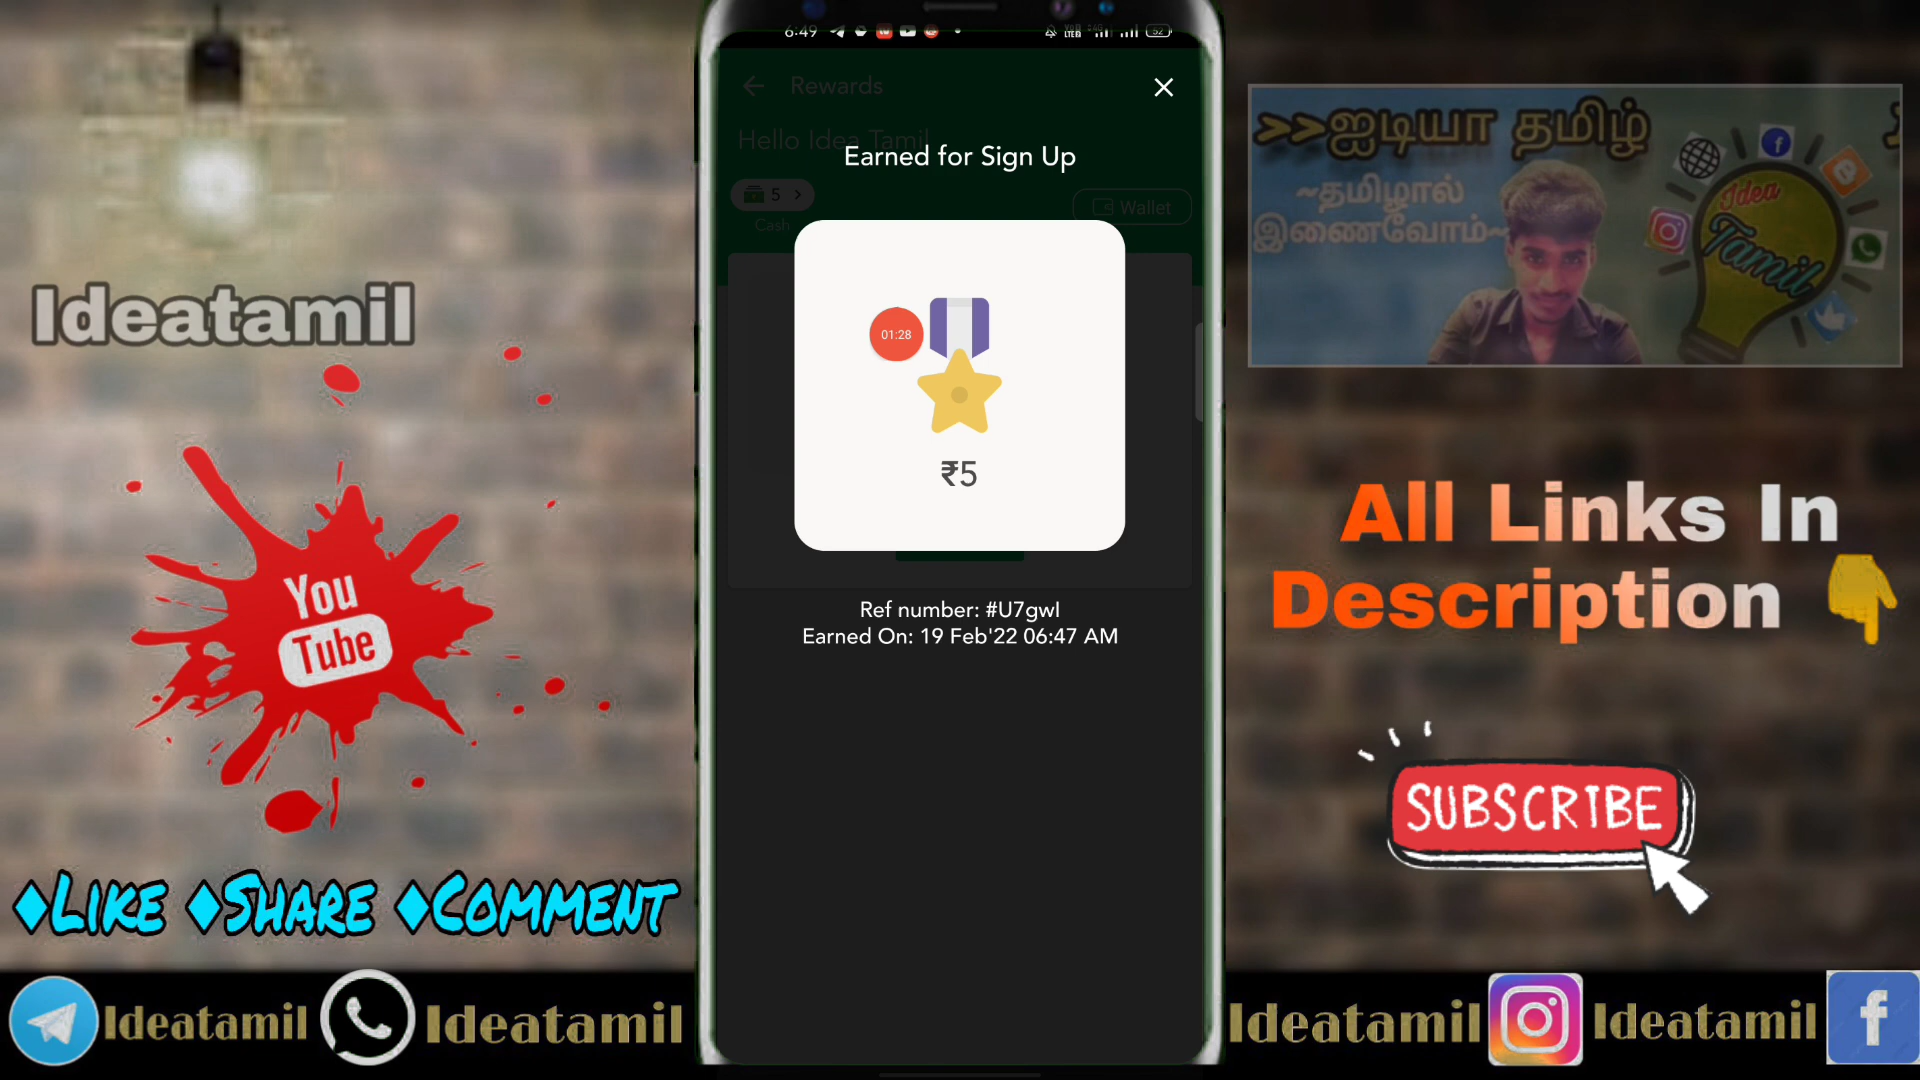 Ideatamil
You
Tube
♦LIKE ♦SHARE ♦COMMENT
Ideatamil
Ideatamil
6:49
52
Rewards
Hello Idea Tamil
Earned for Sign Up
5
Cash
Wallet
01:28
₹5
Ref number: #U7gwI
Earned On: 19 Feb'22 06:47 AM
>>ஐடியா தமிழ்
~தமிழால்
இணைவோம்~
Idea
Tamil
All Links In
Description 👇
SUBSCRIBE
Ideatamil
Ideatamil